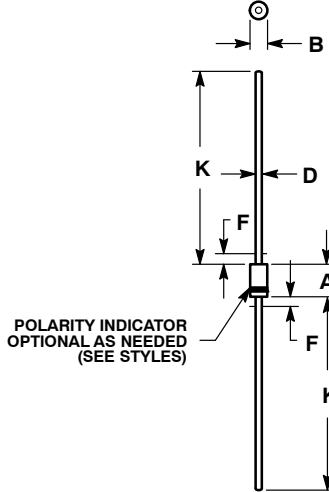 B
K
D
F
A
F
K
POLARITY INDICATOR
OPTIONAL AS NEEDED
(SEE STYLES)